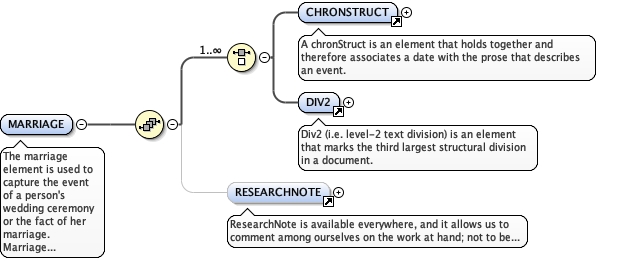 CHRONSTRUCT
A chronStruct is an element that holds together and
therefore associates a date with the prose that describes
an event.
1..∞
DIV2
Div2 (i.e. level-2 text division) is an element
that marks the third largest structural division
in a document.
MARRIAGE
The marriage
element is used to
capture the event
of a person's
wedding ceremony
or the fact of her
marriage.
Marriage...
RESEARCHNOTE
ResearchNote is available everywhere, and it allows us to
comment among ourselves on the work at hand; not to be...